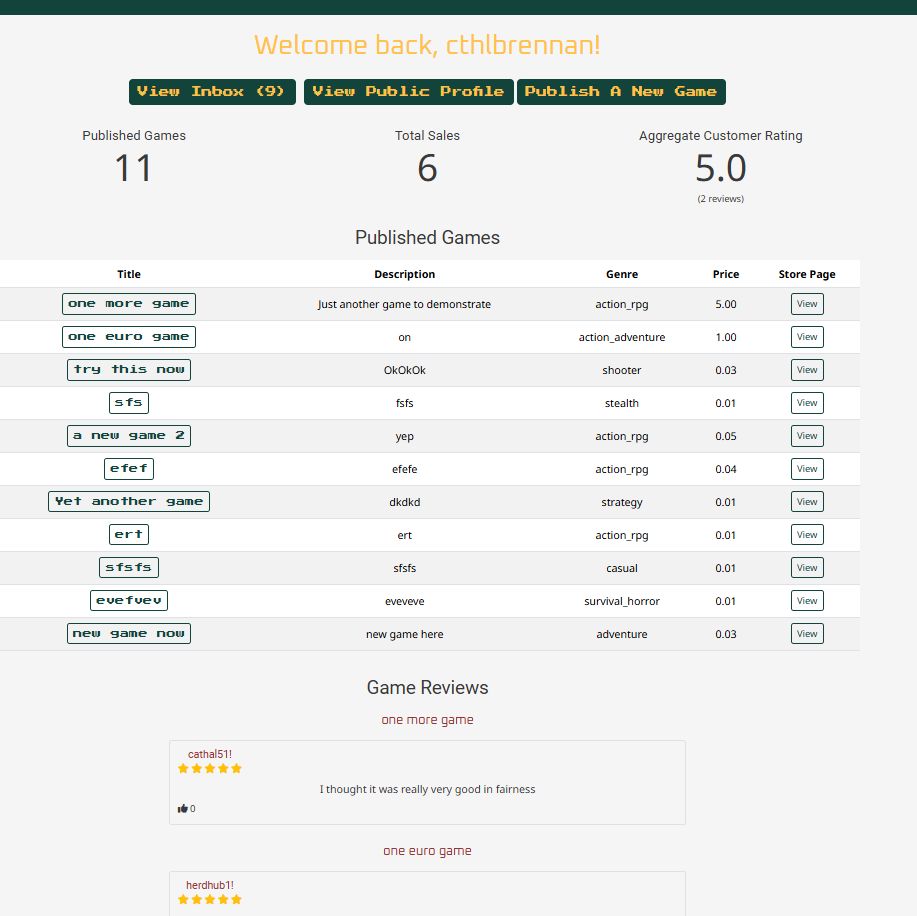 Welcome back, cthlbrennan!
View Inbox (9) View Public Profile Publish A New Game
Published Games Total Sales Aggregate Customer Rating
11 6 5.0
(2 reviews)
Published Games
Title Description Genre Price Store Page
one more game Just another game to demonstrate action_rpg 5.00 View
one euro game on action_adventure 1.00 View
try this now OkOkOk shooter 0.03 View
sfs fsfs stealth 0.01 View
a new game 2 yep action_rpg 0.05 View
efef efefe action_rpg 0.04 View
Yet another game dkdkd strategy 0.01 View
ert ert action_rpg 0.01 View
sfsfs sfsfs casual 0.01 View
evefvev eveveve survival_horror 0.01 View
new game now new game here adventure 0.03 View
Game Reviews
one more game
cathal51!
I thought it was really very good in fairness
0
one euro game
herdhub1!